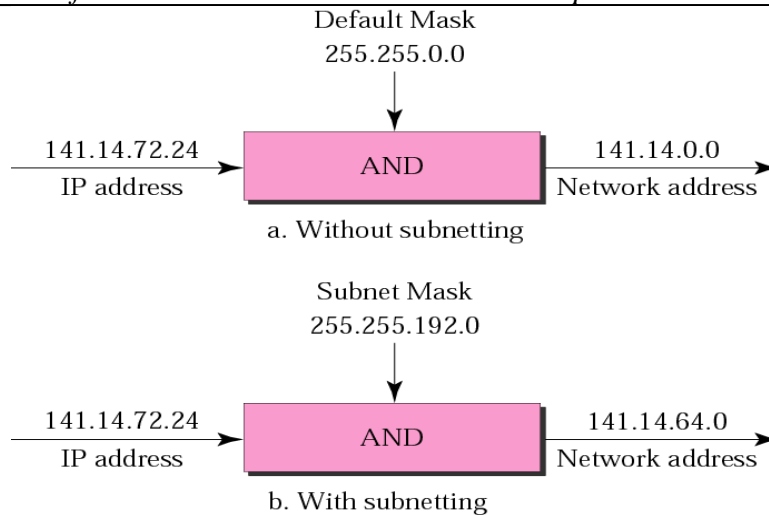 Default Mask
255.255.0.0
141.14.72.24
IP address
AND
141.14.0.0
Network address
a. Without subnetting
Subnet Mask
255.255.192.0
141.14.72.24
IP address
AND
141.14.64.0
Network address
b. With subnetting